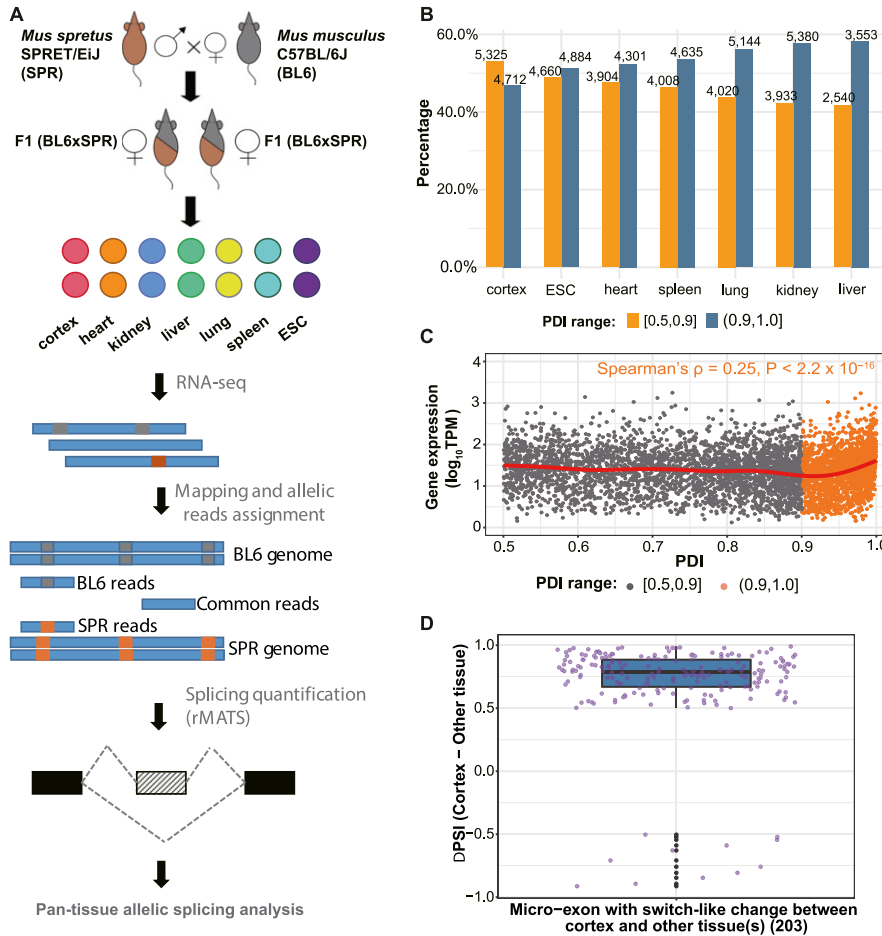 A
Mus spretus
SPRET/EiJ
(SPR)
Mus musculus
C57BL/6J
(BL6)
F1 (BL6xSPR)
F1 (BL6xSPR)
cortex
heart
kidney
liver
lung
spleen
ESC
RNA-seq
Mapping and allelic
reads assignment
BL6 genome
BL6 reads
Common reads
SPR reads
SPR genome
Splicing quantification
(rMATS)
Pan-tissue allelic splicing analysis
B
Percentage
60.0%
40.0%
20.0%
0.0%
5,325
4,712
4,660
4,884
3,904
4,301
4,008
4,635
4,020
5,144
3,933
5,380
2,540
3,553
cortex
ESC
heart
spleen
lung
kidney
liver
PDI range: [0.5,0.9] (0.9,1.0]
C
Spearman's ρ = 0.25, P < 2.2 x 10⁻¹⁶
Gene expression
(log₁₀TPM)
4
3
2
1
0
0.5
0.6
0.7
0.8
0.9
1.0
PDI
PDI range: [0.5,0.9] (0.9,1.0]
D
DPSI (Cortex − Other tissue)
1.0
0.5
0.0
−0.5
−1.0
Micro-exon with switch-like change between
cortex and other tissue(s) (203)